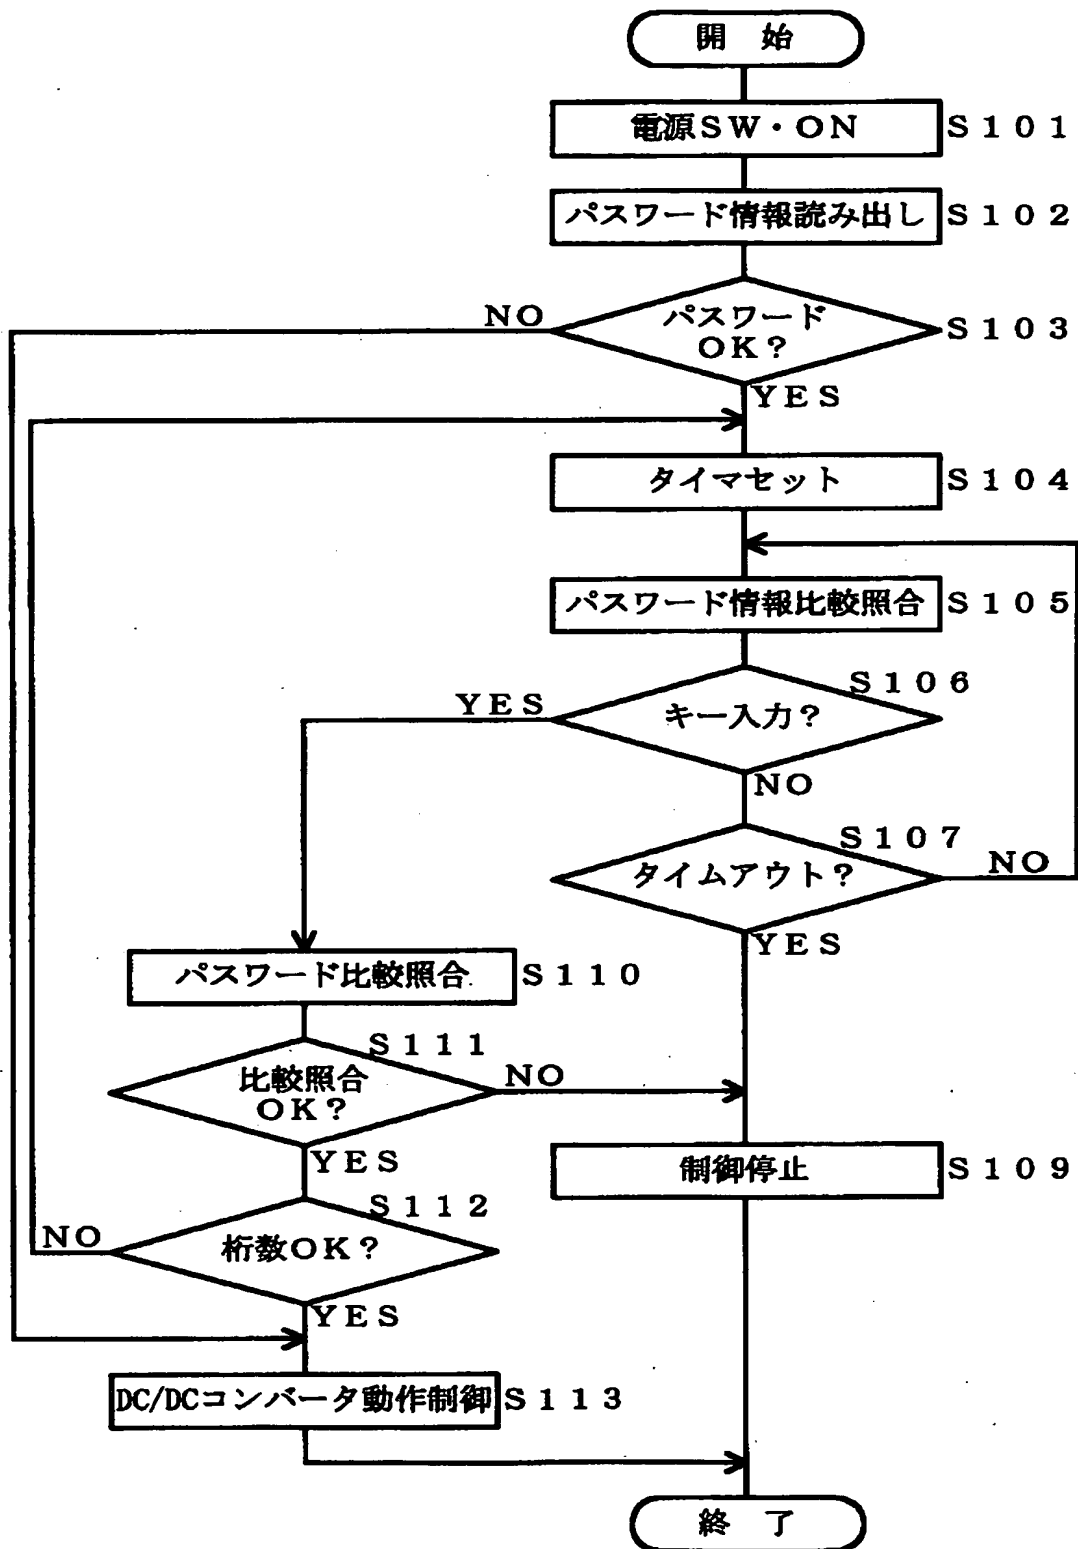 開 始
電源SW・ON S101
パスワード情報読み出し S102
NO
パスワード
OK?
S103
YES
タイマセット S104
パスワード情報比較照合 S105
S106
YES
キー入力?
NO
S107
タイムアウト?
NO
YES
パスワード比較照合 S110
S111
比較照合
OK?
NO
YES
制御停止 S109
S112
NO
桁数OK?
YES
DC/DCコンバータ動作制御 S113
終 了